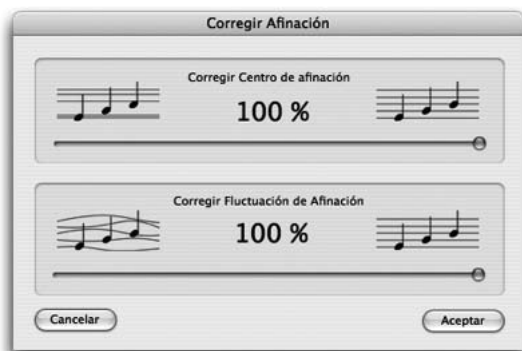 Corregir Afinación
Corregir Centro de afinación
100 %
Corregir Fluctuación de Afinación
100 %
Cancelar
Aceptar